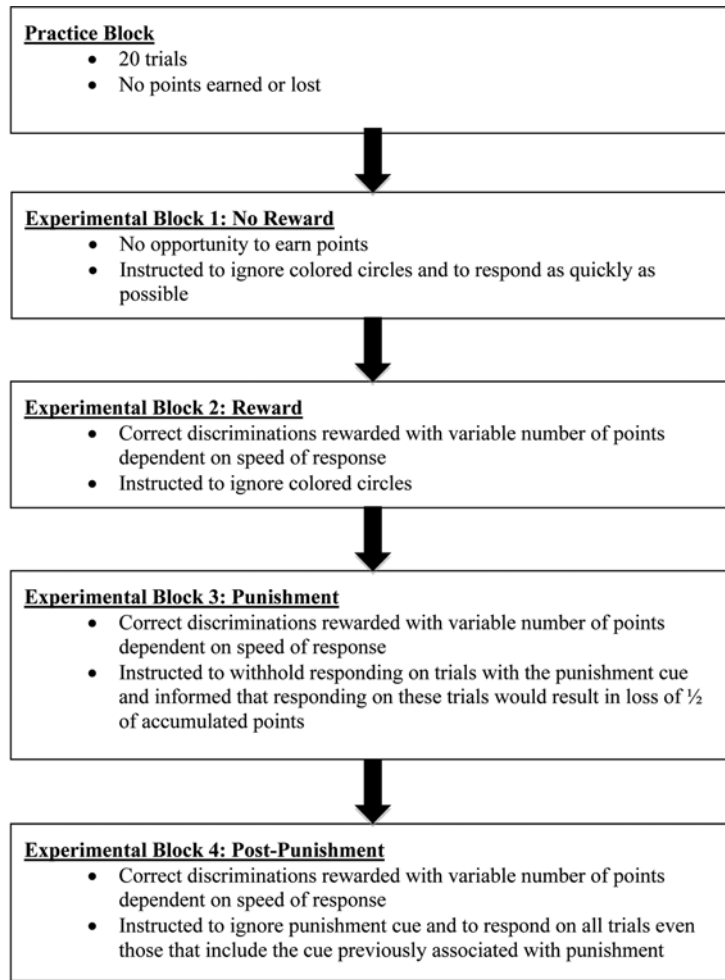 Practice Block
• 20 trials
• No points earned or lost
Experimental Block 1: No Reward
• No opportunity to earn points
• Instructed to ignore colored circles and to respond as quickly as
possible
Experimental Block 2: Reward
• Correct discriminations rewarded with variable number of points
dependent on speed of response
• Instructed to ignore colored circles
Experimental Block 3: Punishment
• Correct discriminations rewarded with variable number of points
dependent on speed of response
• Instructed to withhold responding on trials with the punishment cue
and informed that responding on these trials would result in loss of ½
of accumulated points
Experimental Block 4: Post-Punishment
• Correct discriminations rewarded with variable number of points
dependent on speed of response
• Instructed to ignore punishment cue and to respond on all trials even
those that include the cue previously associated with punishment